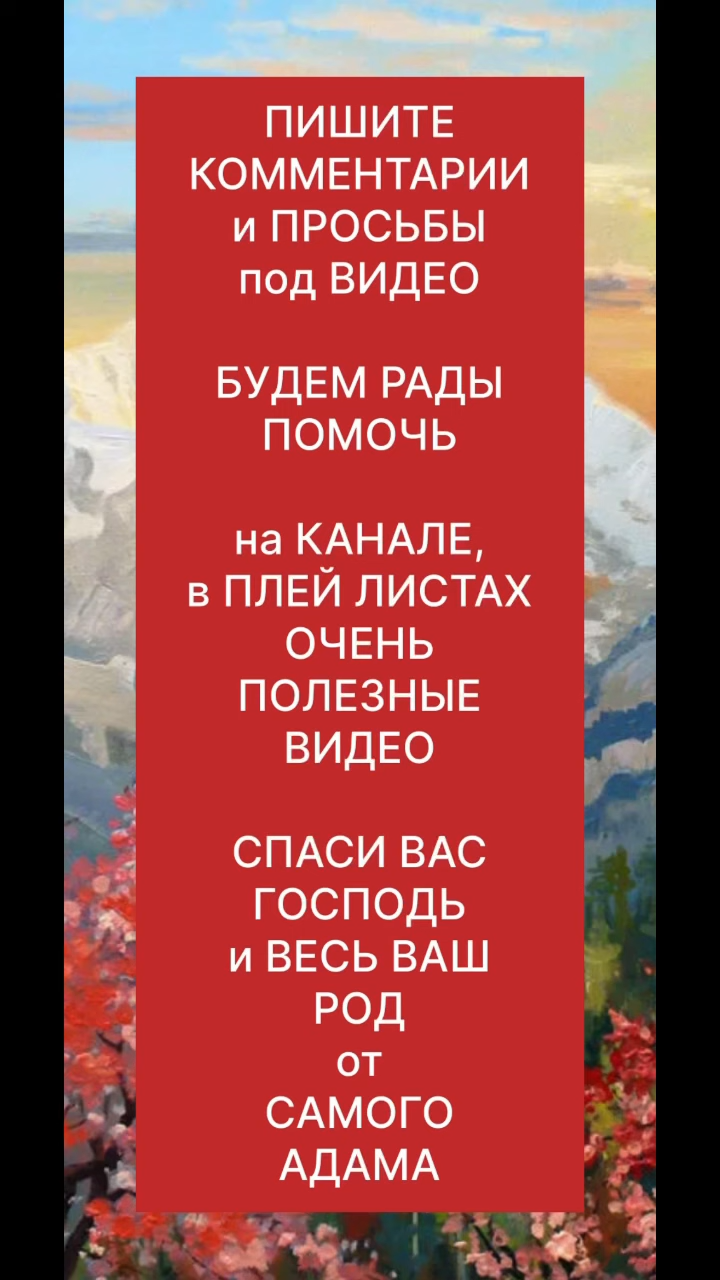 ПИШИТЕ
КОММЕНТАРИИ
и ПРОСЬБЫ
под ВИДЕО
БУДЕМ РАДЫ
ПОМОЧЬ
на КАНАЛЕ,
в ПЛЕЙ ЛИСТАХ
ОЧЕНЬ
ПОЛЕЗНЫЕ
ВИДЕО
СПАСИ ВАС
ГОСПОДЬ
и ВЕСЬ ВАШ
РОД
от
САМОГО
АДАМА